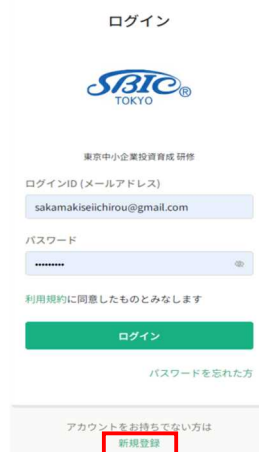 ログイン
SBIC®
TOKYO
東京中小企業投資育成 研修
ログインID (メールアドレス)
sakamakiseiichirou@gmail.com
パスワード
•••••••••
利用規約に同意したものとみなします
ログイン
パスワードを忘れた方
アカウントをお持ちでない方は
新規登録